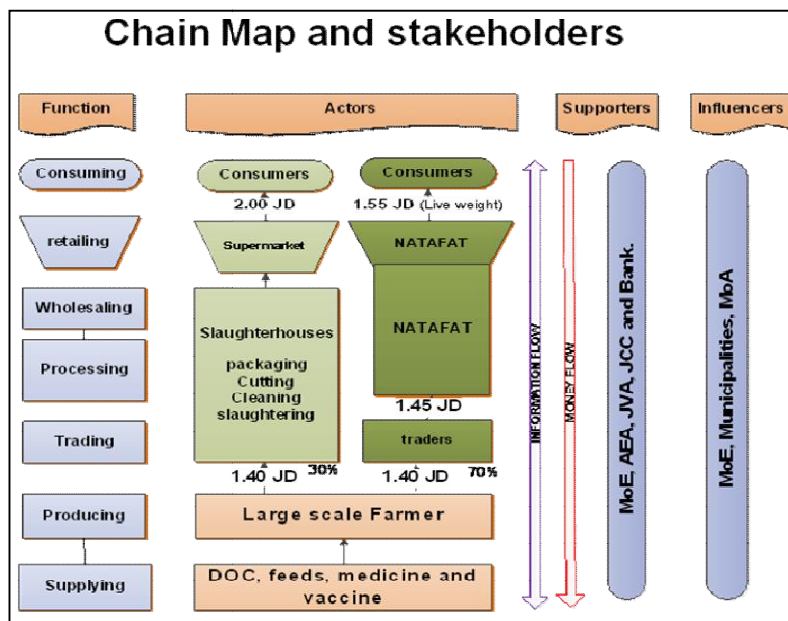 Chain Map and stakeholders
Function
Actors
Supporters
Influencers
Consuming
Consumers
Consumers
2.00 JD
1.55 JD (Live weight)
retailing
Supermarket
NATAFAT
Wholesaling
Processing
Slaughterhouses
packaging
Cutting
Cleaning
slaughtering
NATAFAT
1.45 JD
Trading
traders
1.40 JD
30%
1.40 JD
70%
Producing
Large scale Farmer
Supplying
DOC, feeds, medicine and
vaccine
INFORMATION FLOW
MONEY FLOW
MoE, AEA, JVA, JCC and Bank.
MoE, Municipalities, MoA